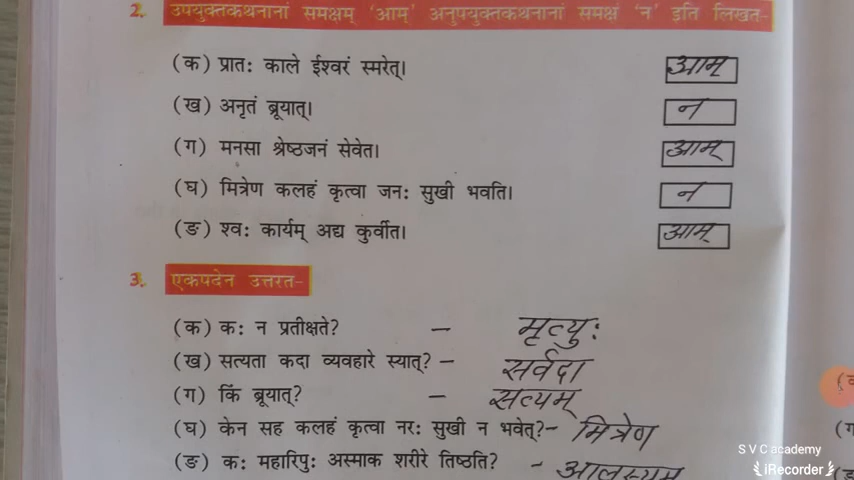 2. उपयुक्तकथनानां समक्षम् 'आम्' अनुपयुक्तकथनानां समक्षं 'न' इति लिखत-
(क) प्रातः काले ईश्वरं स्मरेत्। आम्
(ख) अनृतं ब्रूयात्। न
(ग) मनसा श्रेष्ठजनं सेवेत। आम्
(घ) मित्रेण कलहं कृत्वा जनः सुखी भवति। न
(ङ) श्वः कार्यम् अद्य कुर्वीत। आम्
3. एकपदेन उत्तरत-
(क) कः न प्रतीक्षते? – मृत्युः
(ख) सत्यता कदा व्यवहारे स्यात्? – सर्वदा
(ग) किं ब्रूयात्? – सत्यम्
(घ) केन सह कलहं कृत्वा नरः सुखी न भवेत्?- मित्रेण
(ङ) कः महारिपुः अस्माक शरीरे तिष्ठति? - आलस्यम्
(ग
S V C academy
iRecorder